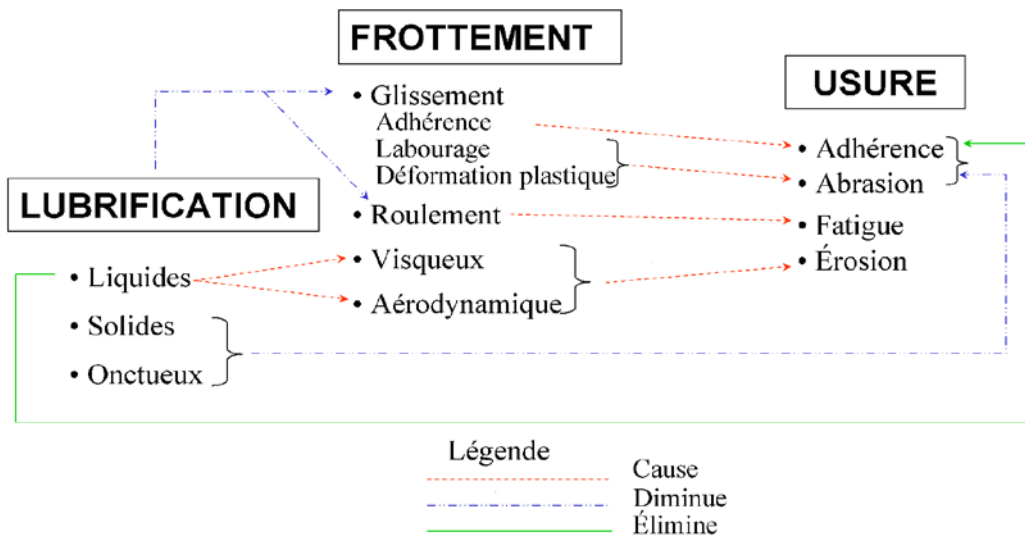 FROTTEMENT
• Glissement
Adhérence
Labourage
Déformation plastique
• Roulement
• Visqueux
• Aérodynamique
USURE
• Adhérence
• Abrasion
• Fatigue
• Érosion
LUBRIFICATION
• Liquides
• Solides
• Onctueux
Légende
Cause
Diminue
Élimine